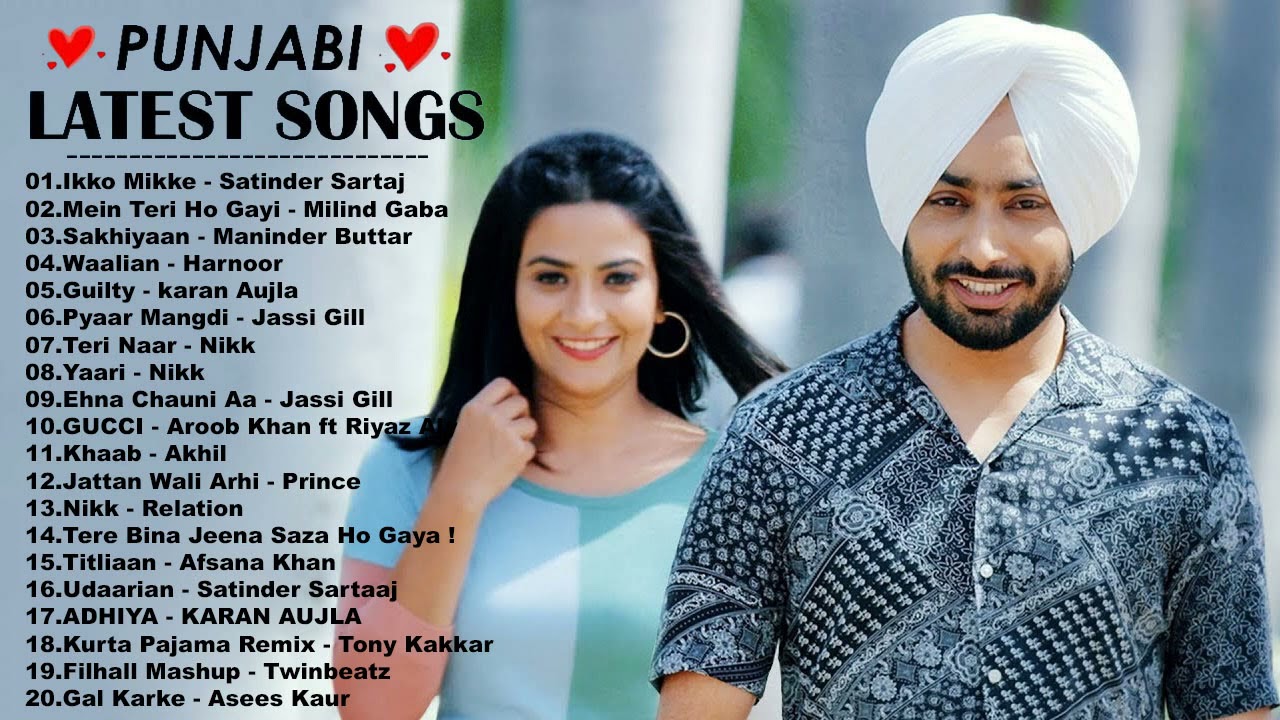 PUNJABI
LATEST SONGS
------------------------------
01.Ikko Mikke - Satinder Sartaj
02.Mein Teri Ho Gayi - Milind Gaba
03.Sakhiyaan - Maninder Buttar
04.Waalian - Harnoor
05.Guilty - karan Aujla
06.Pyaar Mangdi - Jassi Gill
07.Teri Naar - Nikk
08.Yaari - Nikk
09.Ehna Chauni Aa - Jassi Gill
10.GUCCI - Aroob Khan ft Riyaz
11.Khaab - Akhil
12.Jattan Wali Arhi - Prince
13.Nikk - Relation
14.Tere Bina Jeena Saza Ho Gaya !
15.Titliaan - Afsana Khan
16.Udaarian - Satinder Sartaaj
17.ADHIYA - KARAN AUJLA
18.Kurta Pajama Remix - Tony Kakkar
19.Filhall Mashup - Twinbeatz
20.Gal Karke - Asees Kaur